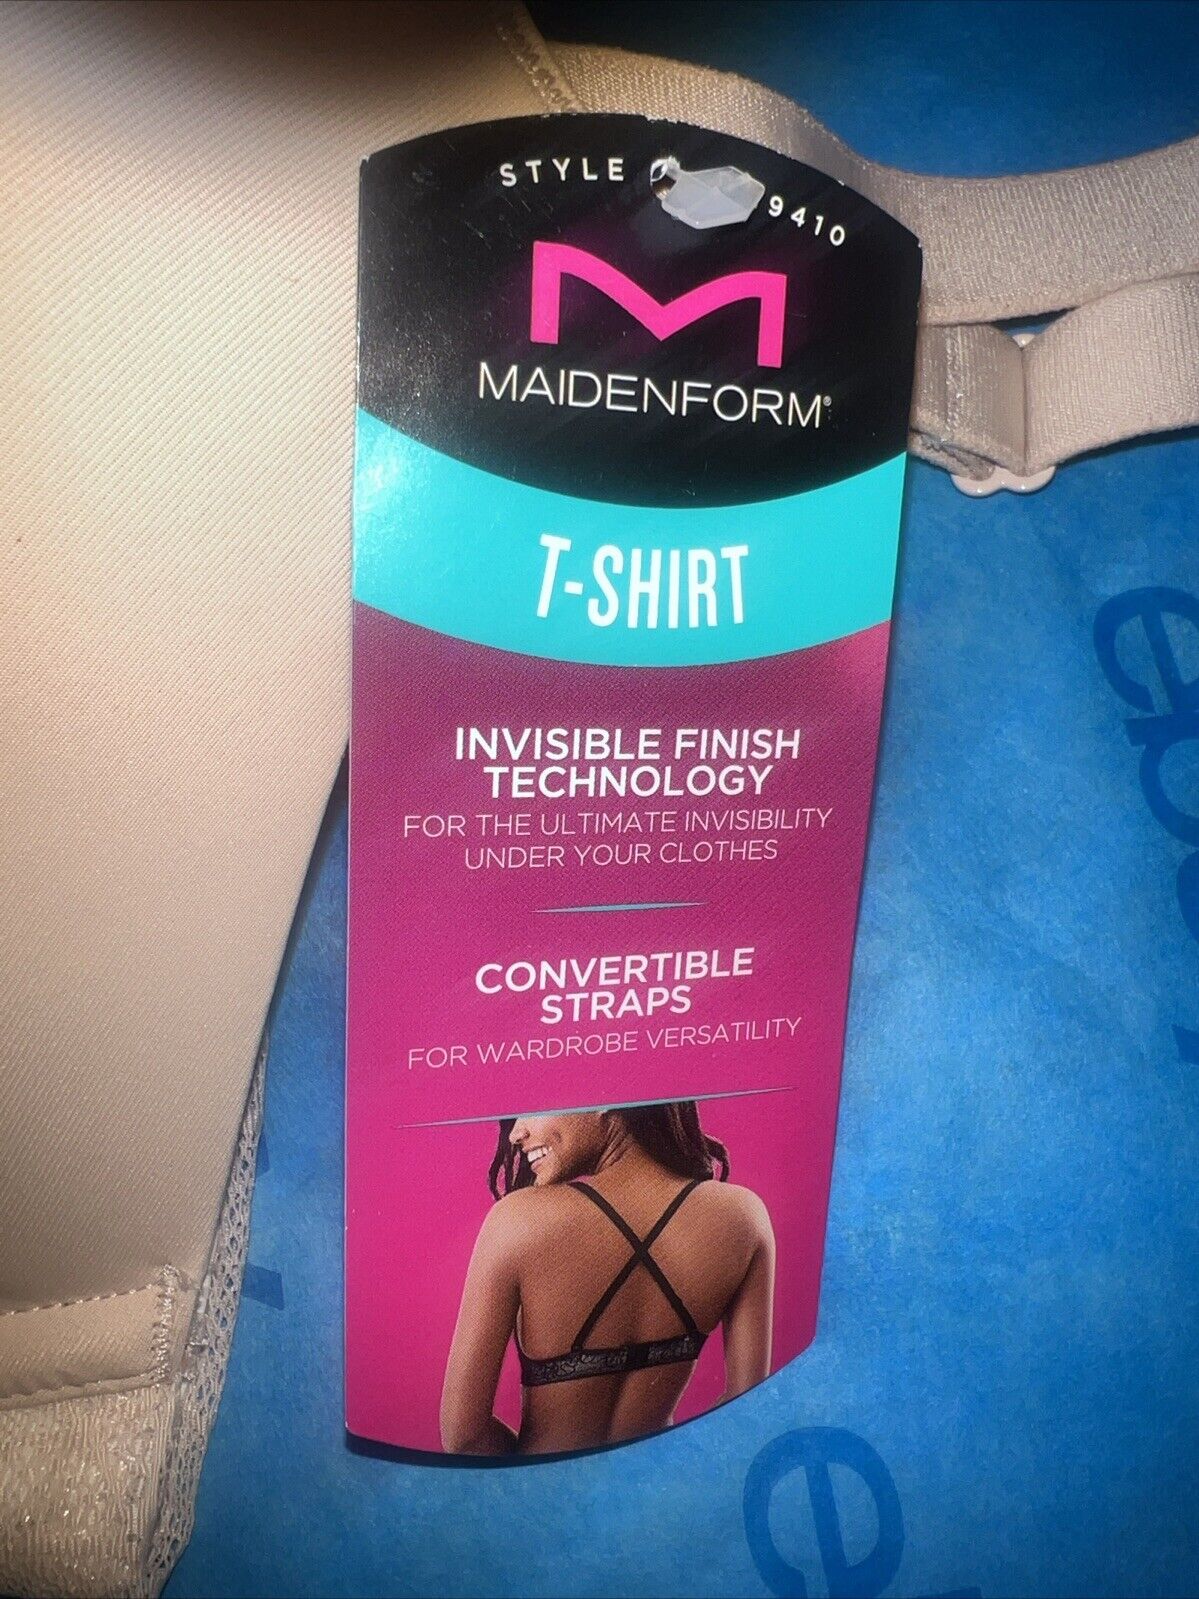 STYLE 9410
MAIDENFORM®
T-SHIRT
INVISIBLE FINISH
TECHNOLOGY
FOR THE ULTIMATE INVISIBILITY
UNDER YOUR CLOTHES
CONVERTIBLE
STRAPS
FOR WARDROBE VERSATILITY